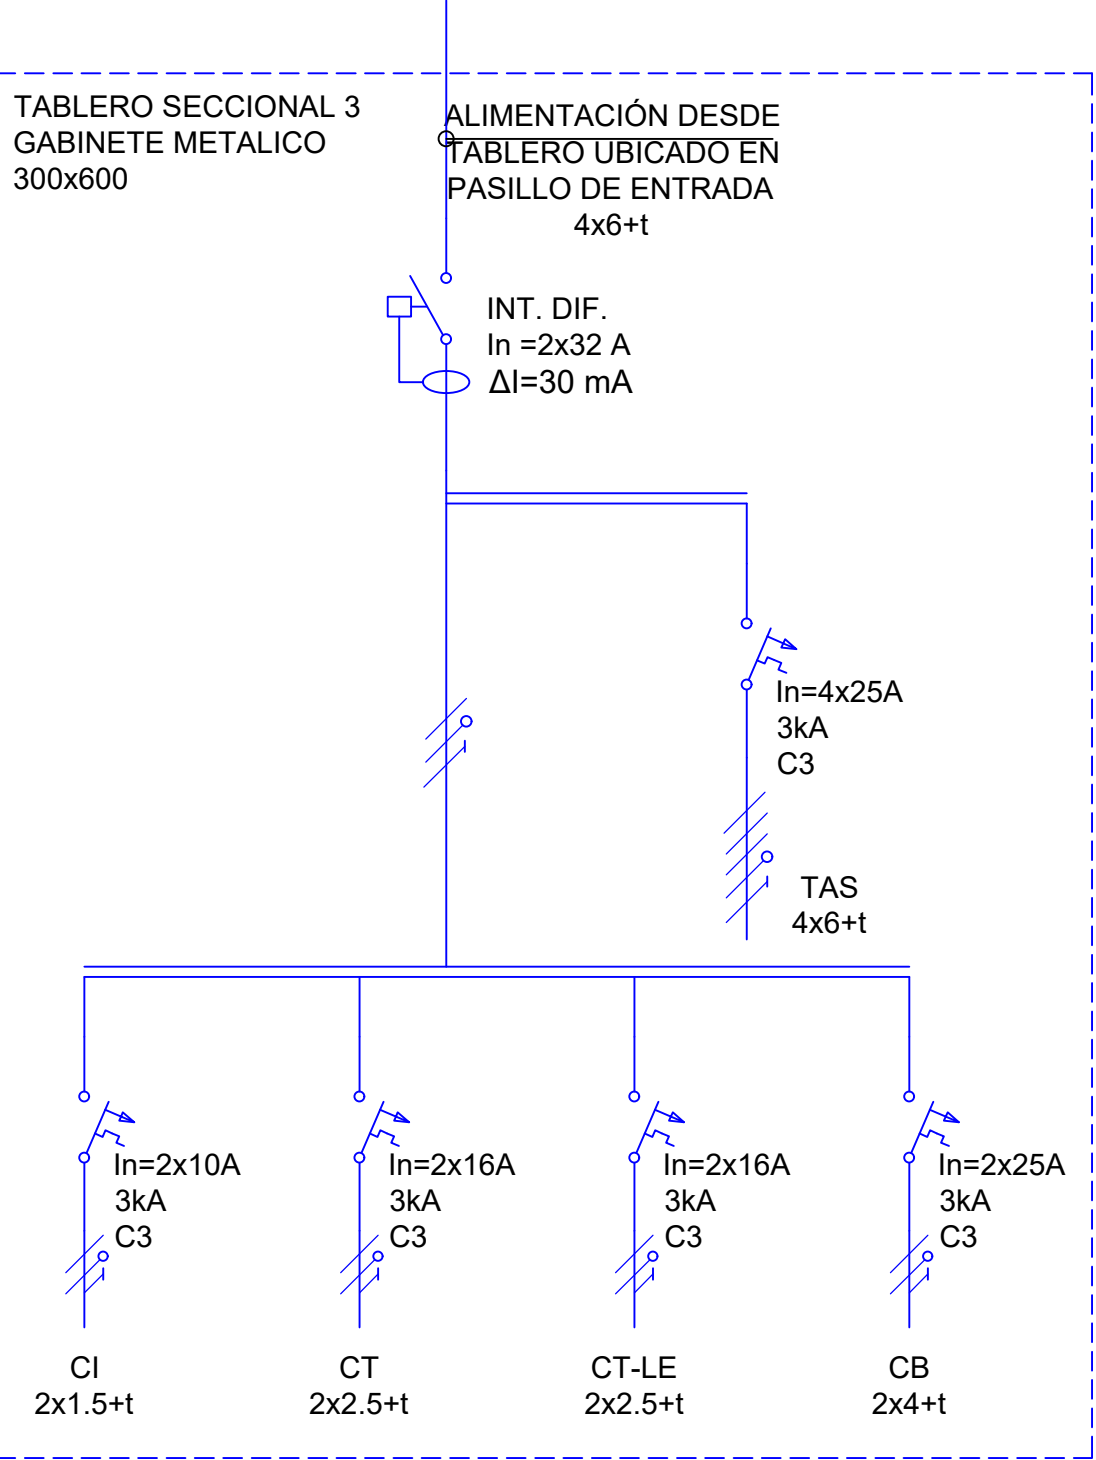 TABLERO SECCIONAL 3
GABINETE METALICO
300x600
ALIMENTACIÓN DESDE
TABLERO UBICADO EN
PASILLO DE ENTRADA
4x6+t
INT. DIF.
In =2x32 A
ΔI=30 mA
In=4x25A
3kA
C3
TAS
4x6+t
In=2x10A
3kA
C3
CI
2x1.5+t
In=2x16A
3kA
C3
CT
2x2.5+t
In=2x16A
3kA
C3
CT-LE
2x2.5+t
In=2x25A
3kA
C3
CB
2x4+t